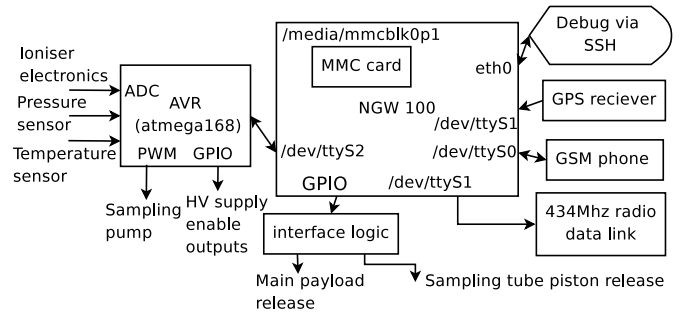 Ioniser
electronics
Pressure
sensor
Temperature
sensor
ADC
AVR
(atmega168)
PWM GPIO
Sampling
pump
HV supply
enable
outputs
/media/mmcblk0p1
MMC card
eth0
NGW 100
/dev/ttyS1
/dev/ttyS2
/dev/ttyS0
GPIO
/dev/ttyS1
Debug via
SSH
GPS reciever
GSM phone
434Mhz radio
data link
interface logic
Main payload
release
Sampling tube piston release